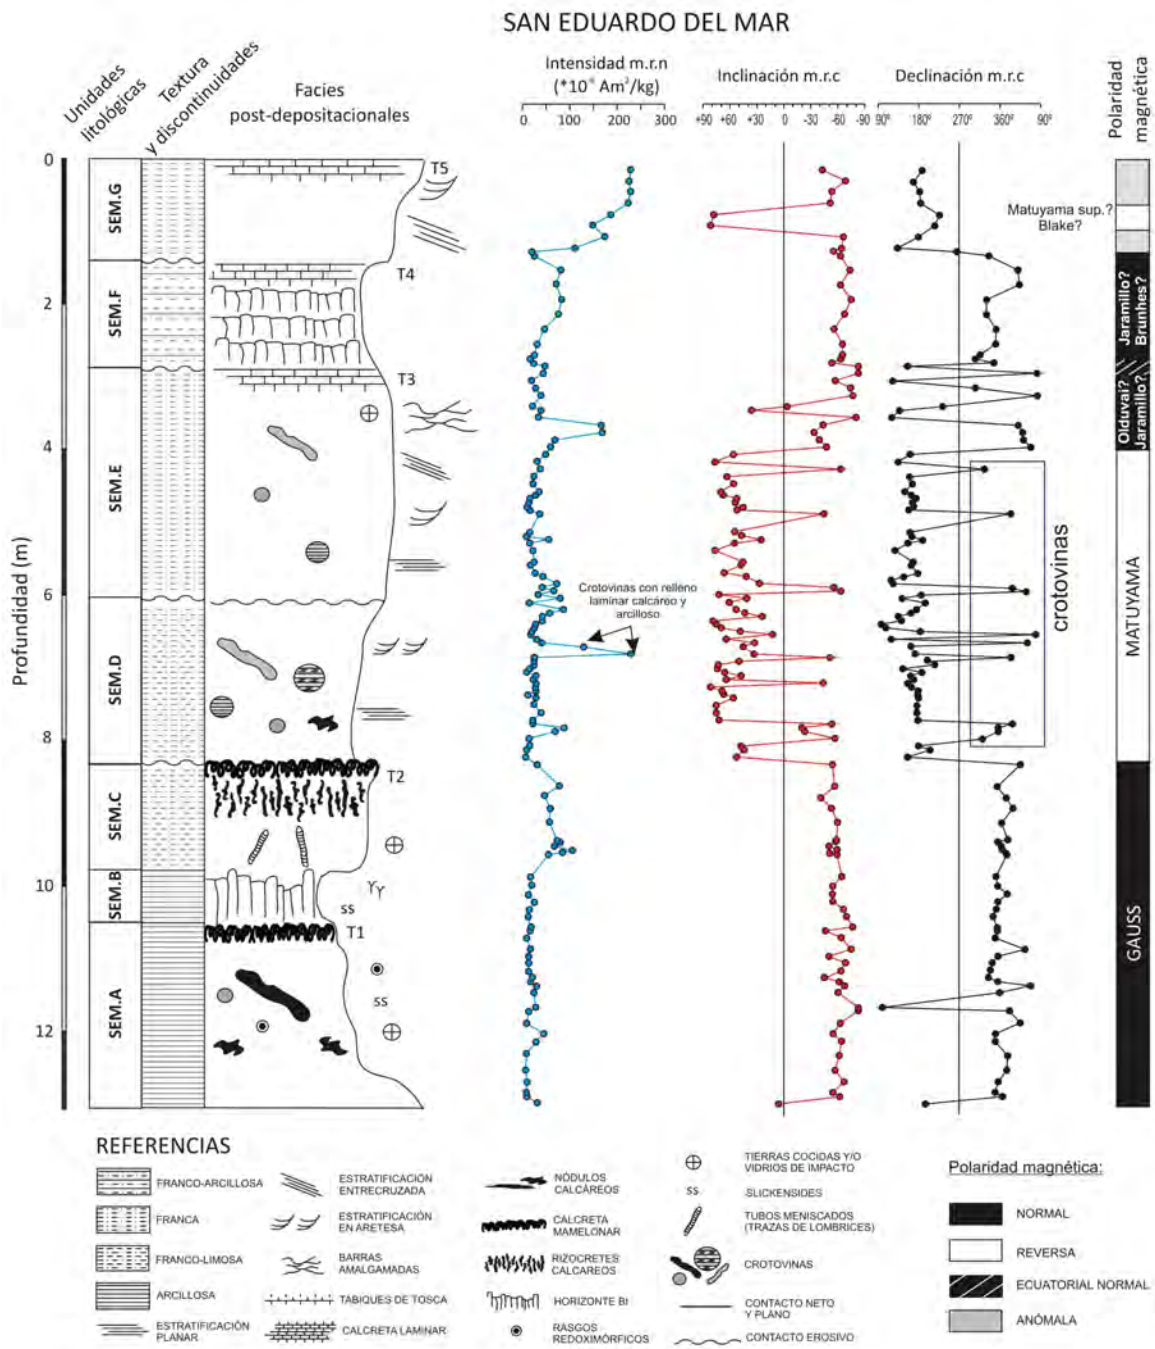 SAN EDUARDO DEL MAR
Unidades
litológicas
Textura
y discontinuidades
Facies
post-depositacionales
Intensidad m.r.n
Inclinación m.r.c
Declinación m.r.c
Polaridad
magnética
0 100 200 300
+90 +60 +30 0 -30 -60 -90
90° 180° 270° 360° 90°
Profundidad (m)
0
2
4
6
8
10
12
SEM.G
SEM.F
SEM.E
SEM.D
SEM.C
SEM.B
SEM.A
T5
T4
T3
T2
T1
ss
ss
Crotovinas con relleno
laminar calcáreo y
arcilloso
crotovinas
Matuyama sup.?
Blake?
Jaramillo?
Brunhes?
Olduvai?
Jaramillo?
MATUYAMA
GAUSS
REFERENCIAS
FRANCO-ARCILLOSA
FRANCA
FRANCO-LIMOSA
ARCILLOSA
ESTRATIFICACIÓN
PLANAR
ESTRATIFICACIÓN
ENTRECRUZADA
ESTRATIFICACIÓN
EN ARETESA
BARRAS
AMALGAMADAS
TABIQUES DE TOSCA
CALCRETA LAMINAR
NÓDULOS
CALCÁREOS
CALCRETA
MAMELONAR
RIZOCRETES
CALCAREOS
HORIZONTE Bt
RASGOS
REDOXIMÓRFICOS
TIERRAS COCIDAS Y/O
VIDRIOS DE IMPACTO
ss
SLICKENSIDES
TUBOS MENISCADOS
(TRAZAS DE LOMBRICES)
CROTOVINAS
CONTACTO NETO
Y PLANO
CONTACTO EROSIVO
Polaridad magnética:
NORMAL
REVERSA
ECUATORIAL NORMAL
ANÓMALA